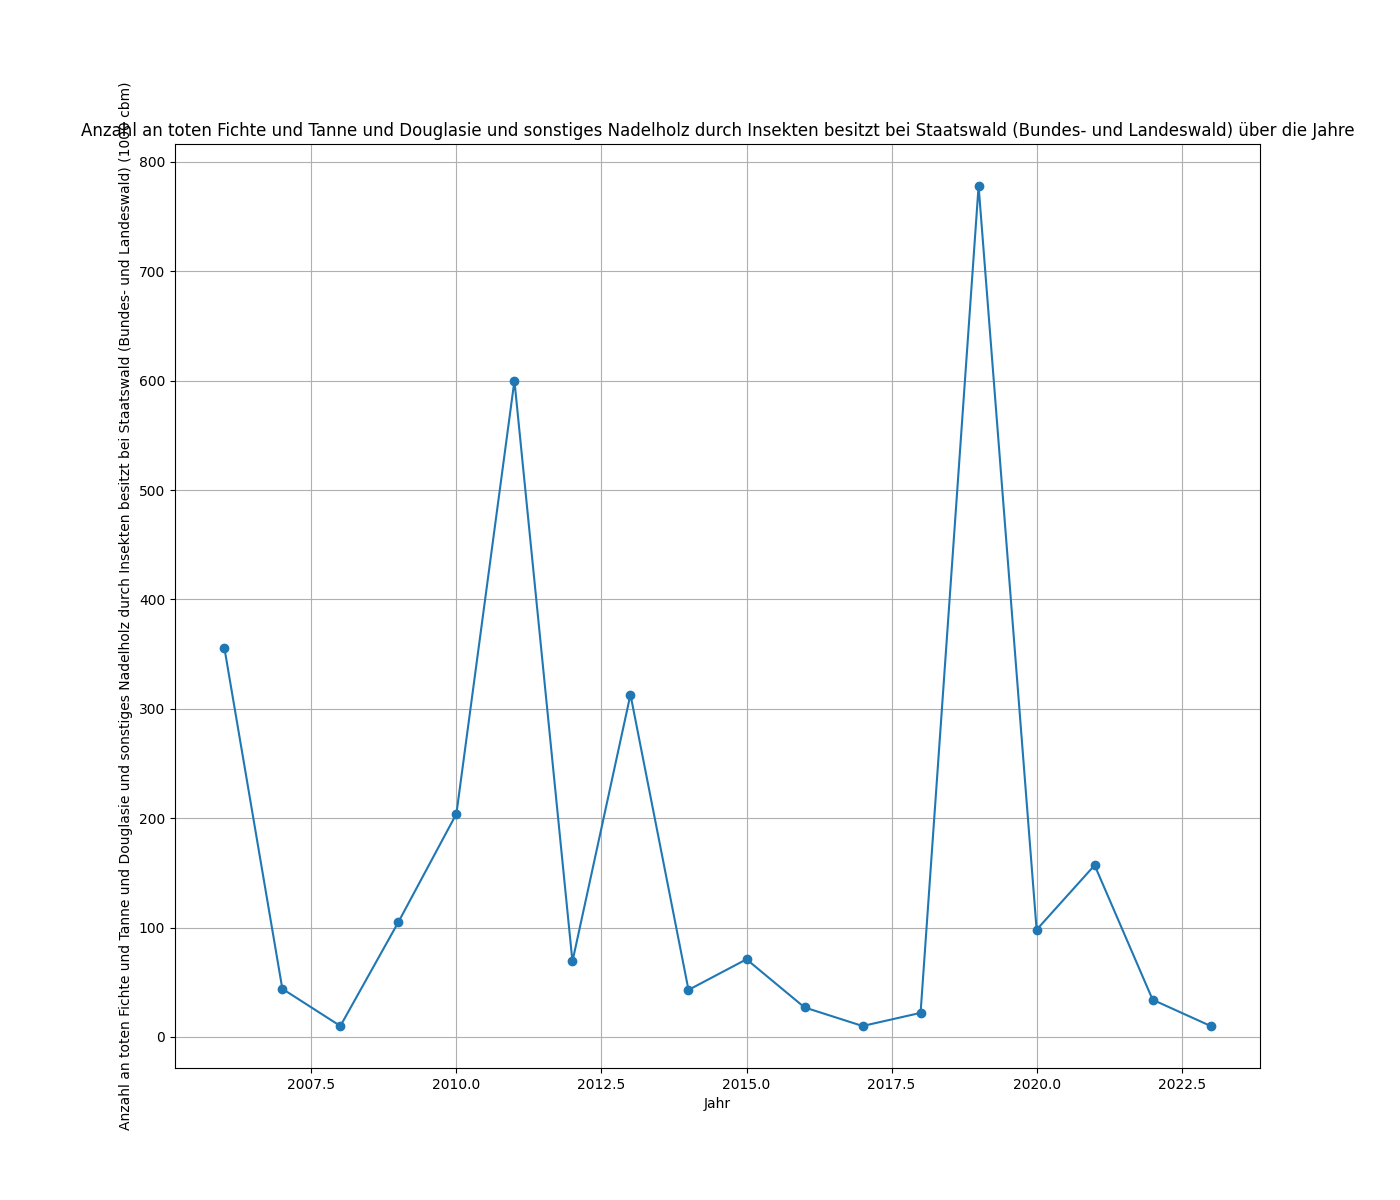 Anzahl an toten Fichte und Tanne und Douglasie und sonstiges Nadelholz durch Insekten besitzt bei Staatswald (Bundes- und Landeswald) über die Jahre
Anzahl an toten Fichte und Tanne und Douglasie und sonstiges Nadelholz durch Insekten besitzt bei Staatswald (Bundes- und Landeswald) (1000 cbm)
800
700
600
500
400
300
200
100
0
2007.5 2010.0 2012.5 2015.0 2017.5 2020.0 2022.5
Jahr